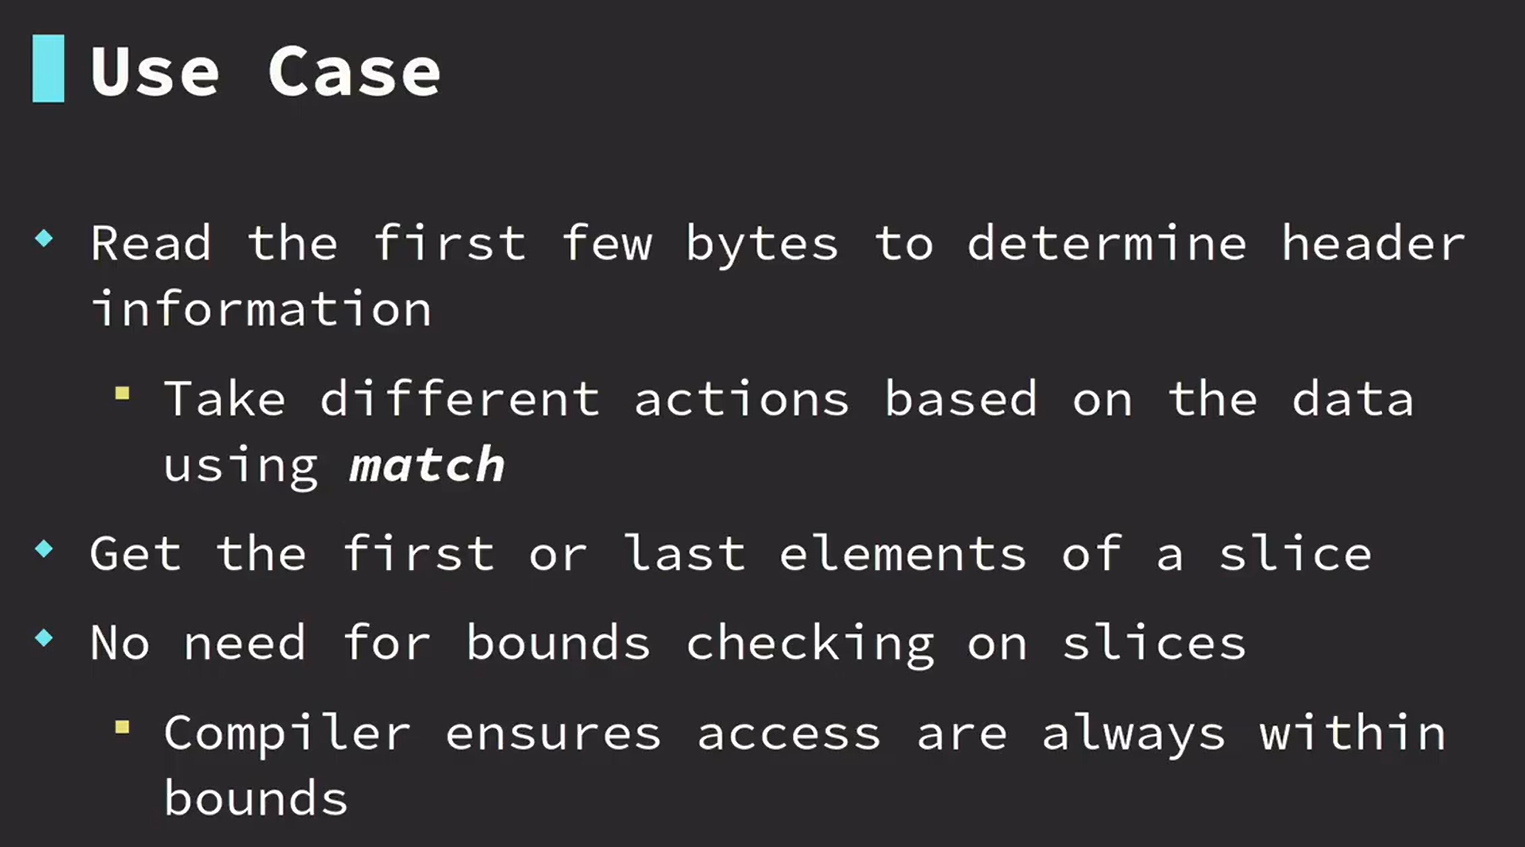 Use Case
Read the first few bytes to determine header
information
Take different actions based on the data
using match
Get the first or last elements of a slice
No need for bounds checking on slices
Compiler ensures access are always within
bounds